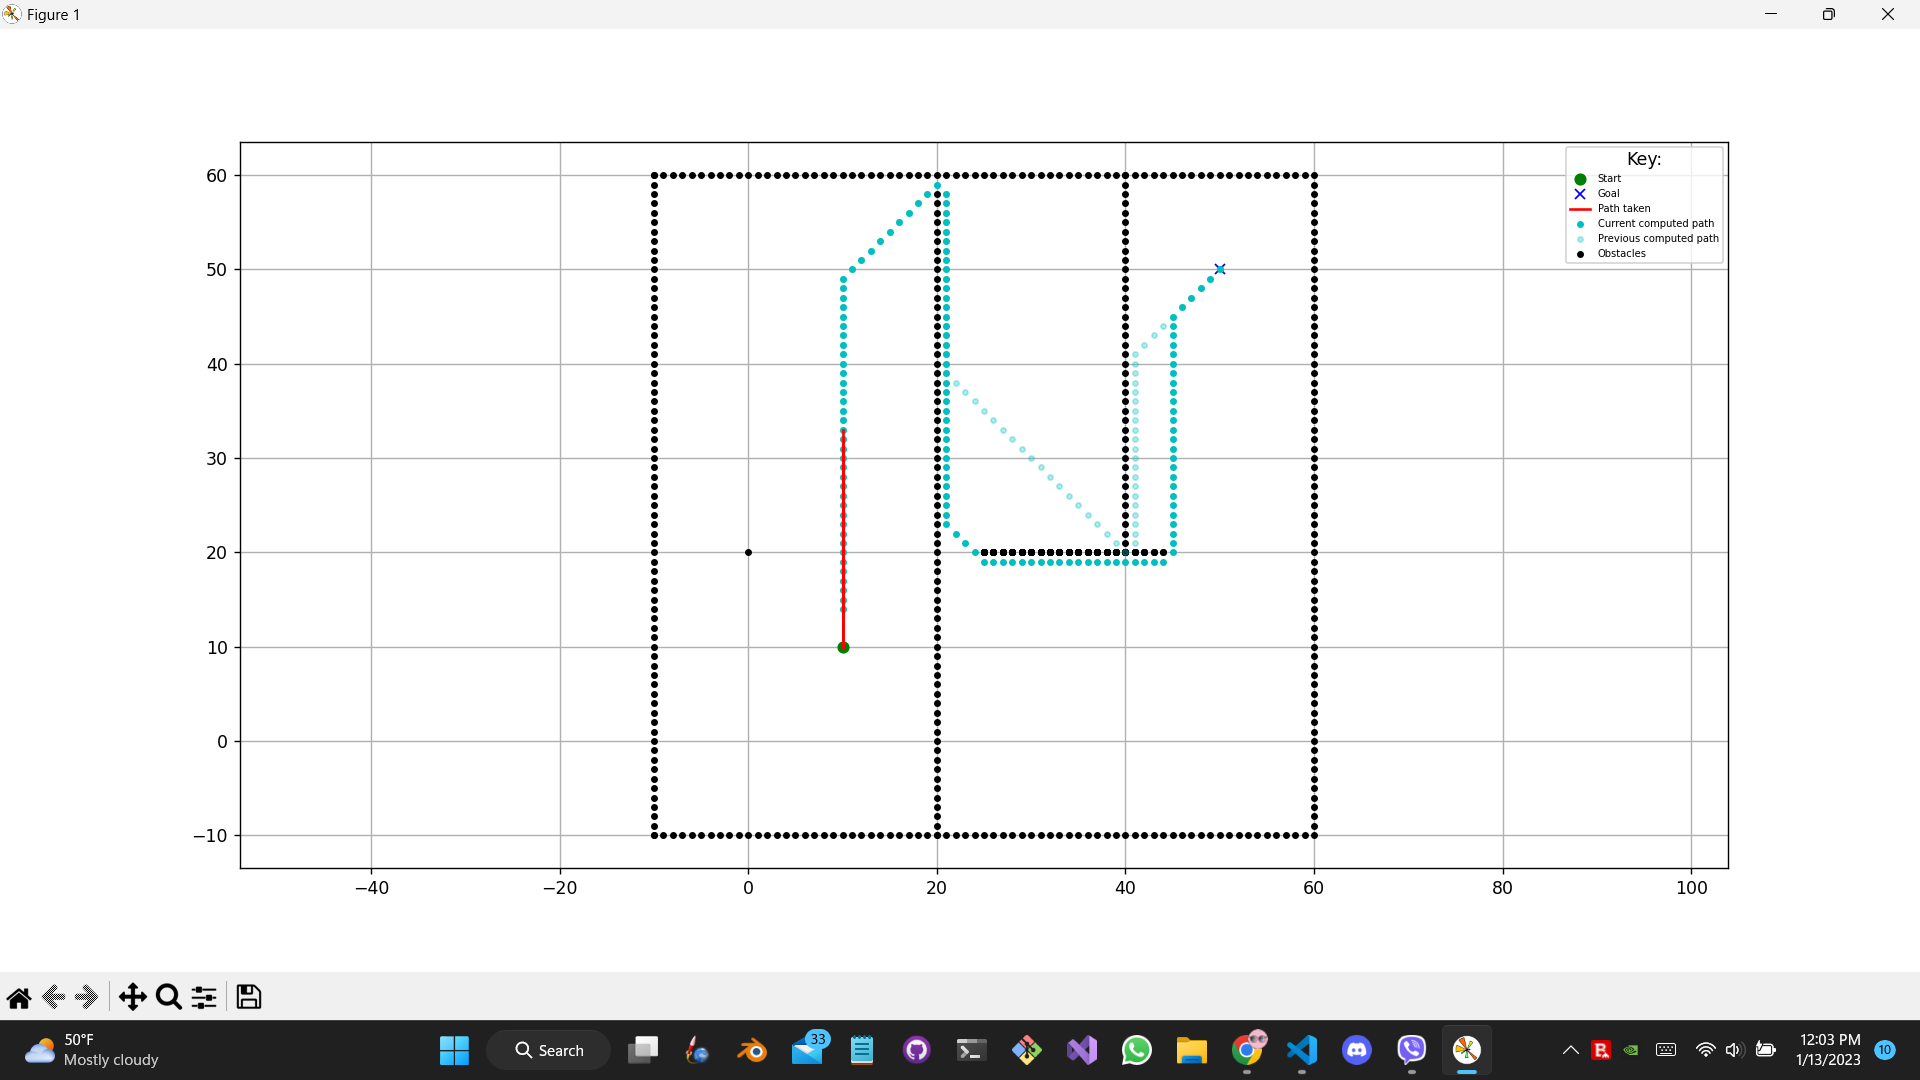 Figure 1
Key:
Start
Goal
Path taken
Current computed path
Previous computed path
Obstacles
60
50
40
30
20
10
0
−10
−40
−20
0
20
40
60
80
100
50°F
Mostly cloudy
Search
33
12:03 PM
1/13/2023
10